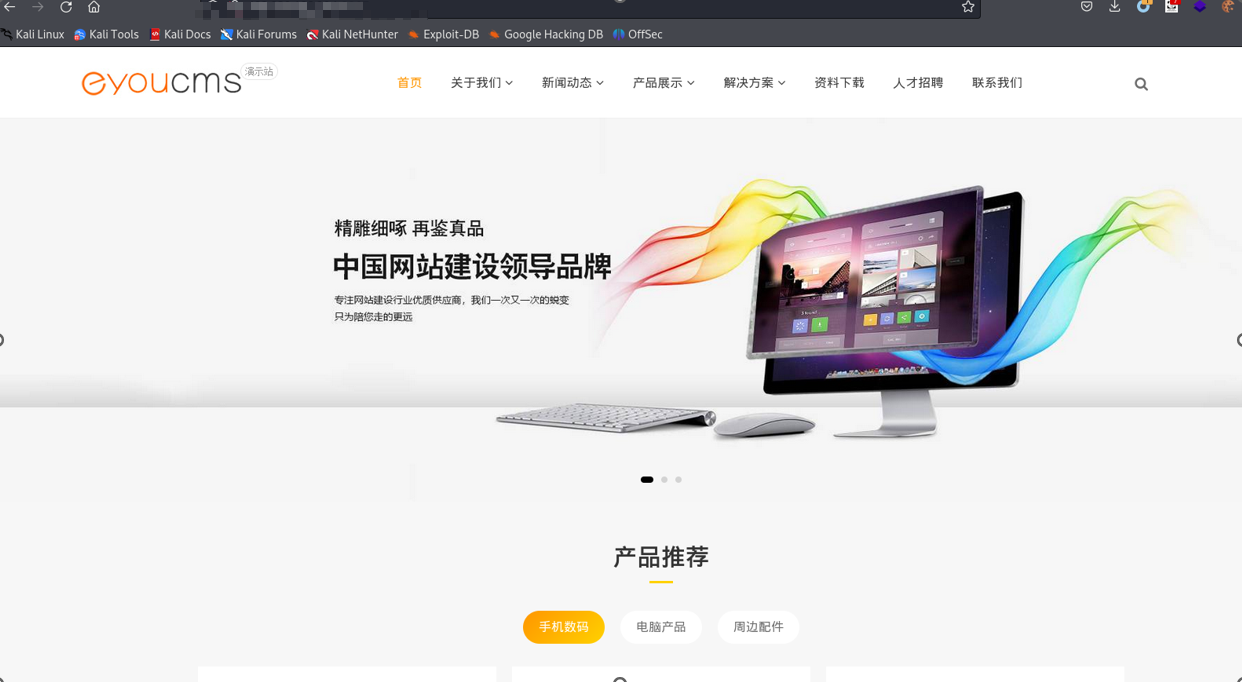 Kali Linux Kali Tools Kali Docs Kali Forums Kali NetHunter Exploit-DB Google Hacking DB OffSec
eyoucms 演示站
首页 关于我们 新闻动态 产品展示 解决方案 资料下载 人才招聘 联系我们
精雕细啄 再鉴真品
中国网站建设领导品牌
专注网站建设行业优质供应商，我们一次又一次的蜕变
只为陪您走的更远
产品推荐
手机数码 电脑产品 周边配件